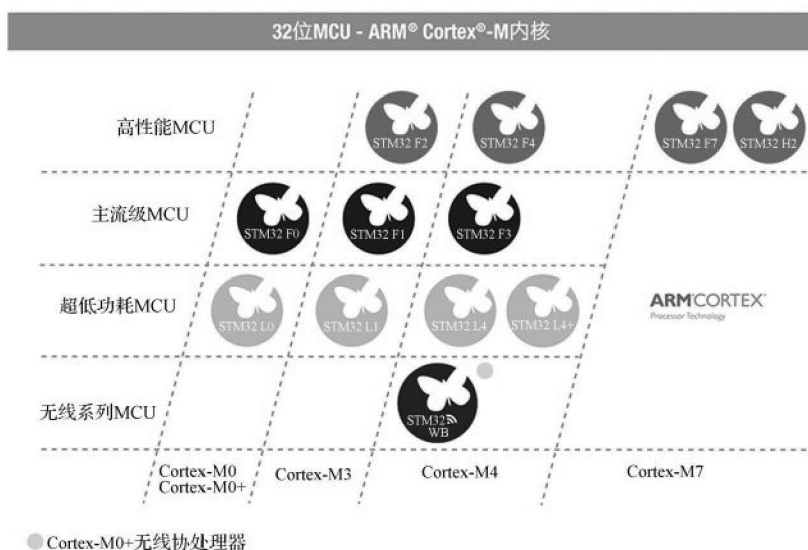 32位MCU - ARM® Cortex®-M内核
高性能MCU
STM32 F2
STM32 F4
STM32 F7
STM32 H2
主流级MCU
STM32 F0
STM32 F1
STM32 F3
超低功耗MCU
STM32 L0
STM32 L1
STM32 L4
STM32 L4+
ARM®CORTEX®
Processor Technology
无线系列MCU
STM32
WB
Cortex-M0
Cortex-M0+
Cortex-M3
Cortex-M4
Cortex-M7
Cortex-M0+无线协处理器